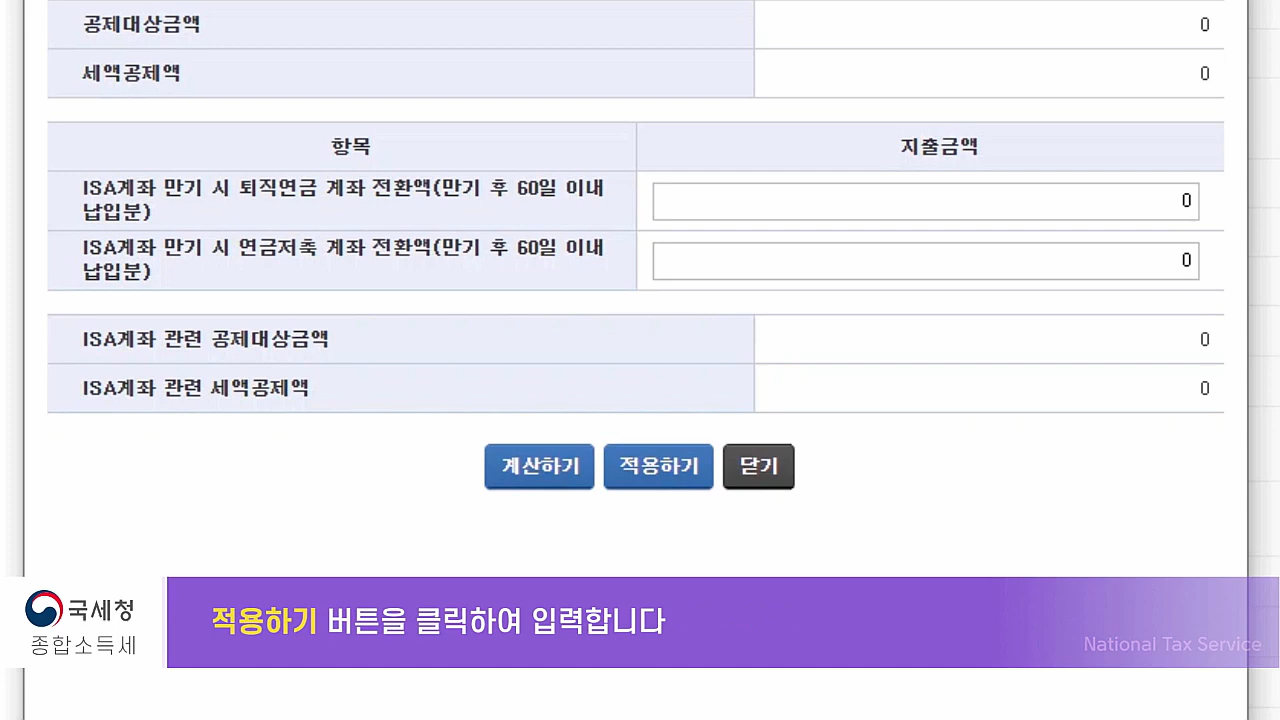 공제대상금액 0
세액공제액 0
항목 지출금액
ISA계좌 만기 시 퇴직연금 계좌 전환액(만기 후 60일 이내
납입분) 0
ISA계좌 만기 시 연금저축 계좌 전환액(만기 후 60일 이내
납입분) 0
ISA계좌 관련 공제대상금액 0
ISA계좌 관련 세액공제액 0
계산하기 적용하기 닫기
국세청
종합소득세
적용하기 버튼을 클릭하여 입력합니다
National Tax Service